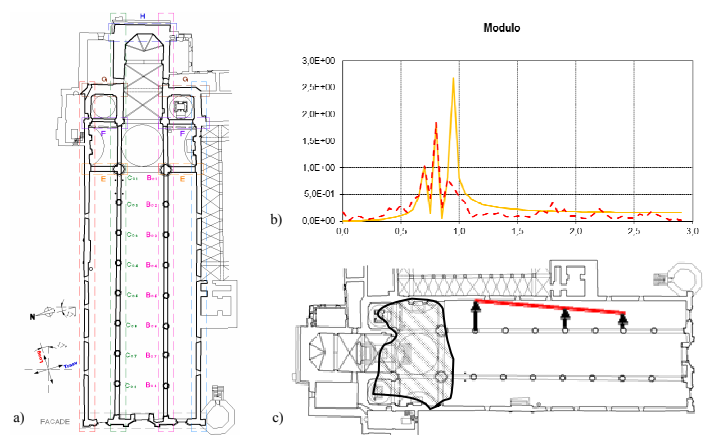 H
G G
F F
E C B E
C B
C B
C B
C B
C B
C B
C B
N
a) FACADE
Modulo
3,0E+00
2,5E+00
2,0E+00
1,5E+00
1,0E+00
5,0E-01
0,0E+00
0,0 0,5 1,0 1,5 2,0 2,5 3,0
b)
c)